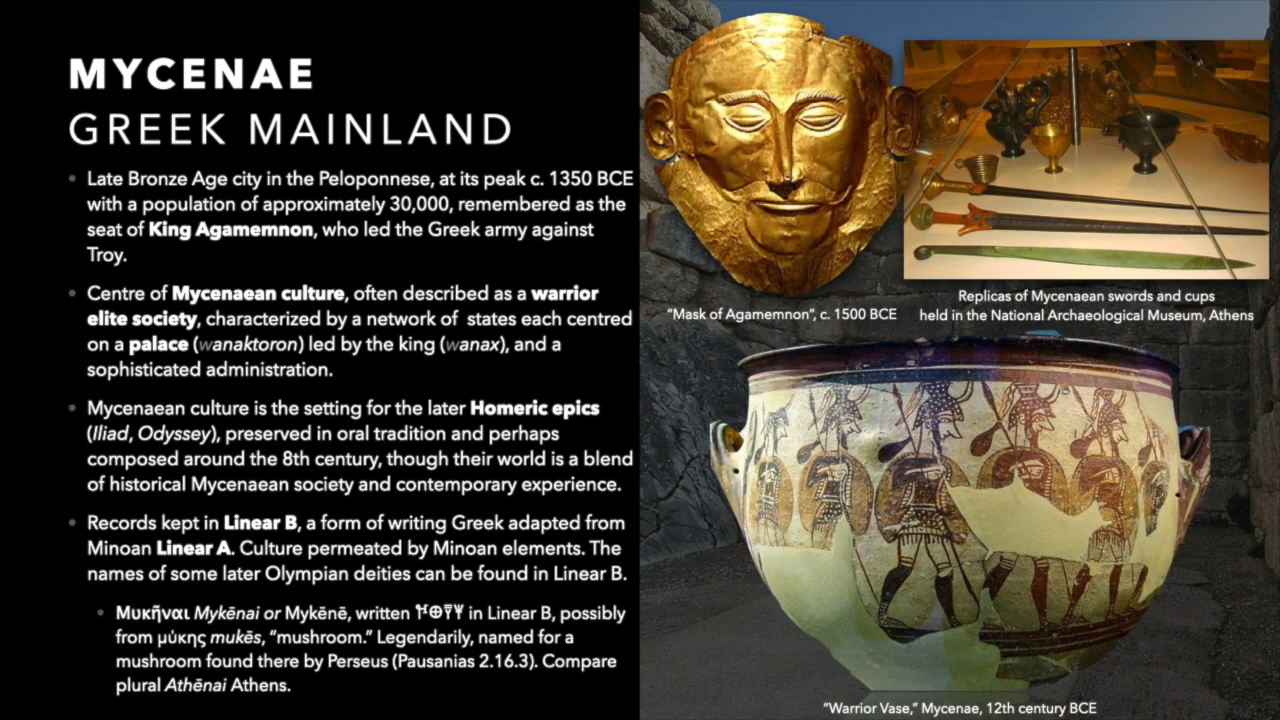 MYCENAE
GREEK MAINLAND
• Late Bronze Age city in the Peloponnese, at its peak c. 1350 BCE
with a population of approximately 30,000, remembered as the
seat of King Agamemnon, who led the Greek army against
Troy.
• Centre of Mycenaean culture, often described as a warrior
elite society, characterized by a network of states each centred
on a palace (wanaktoron) led by the king (wanax), and a
sophisticated administration.
• Mycenaean culture is the setting for the later Homeric epics
(Iliad, Odyssey), preserved in oral tradition and perhaps
composed around the 8th century, though their world is a blend
of historical Mycenaean society and contemporary experience.
• Records kept in Linear B, a form of writing Greek adapted from
Minoan Linear A. Culture permeated by Minoan elements. The
names of some later Olympian deities can be found in Linear B.
• Μυκῆναι Mykēnai or Mykēnē, written in Linear B, possibly
from μύκης mukēs, “mushroom.” Legendarily, named for a
mushroom found there by Perseus (Pausanias 2.16.3). Compare
plural Athēnai Athens.
“Mask of Agamemnon”, c. 1500 BCE
Replicas of Mycenaean swords and cups
held in the National Archaeological Museum, Athens
“Warrior Vase,” Mycenae, 12th century BCE